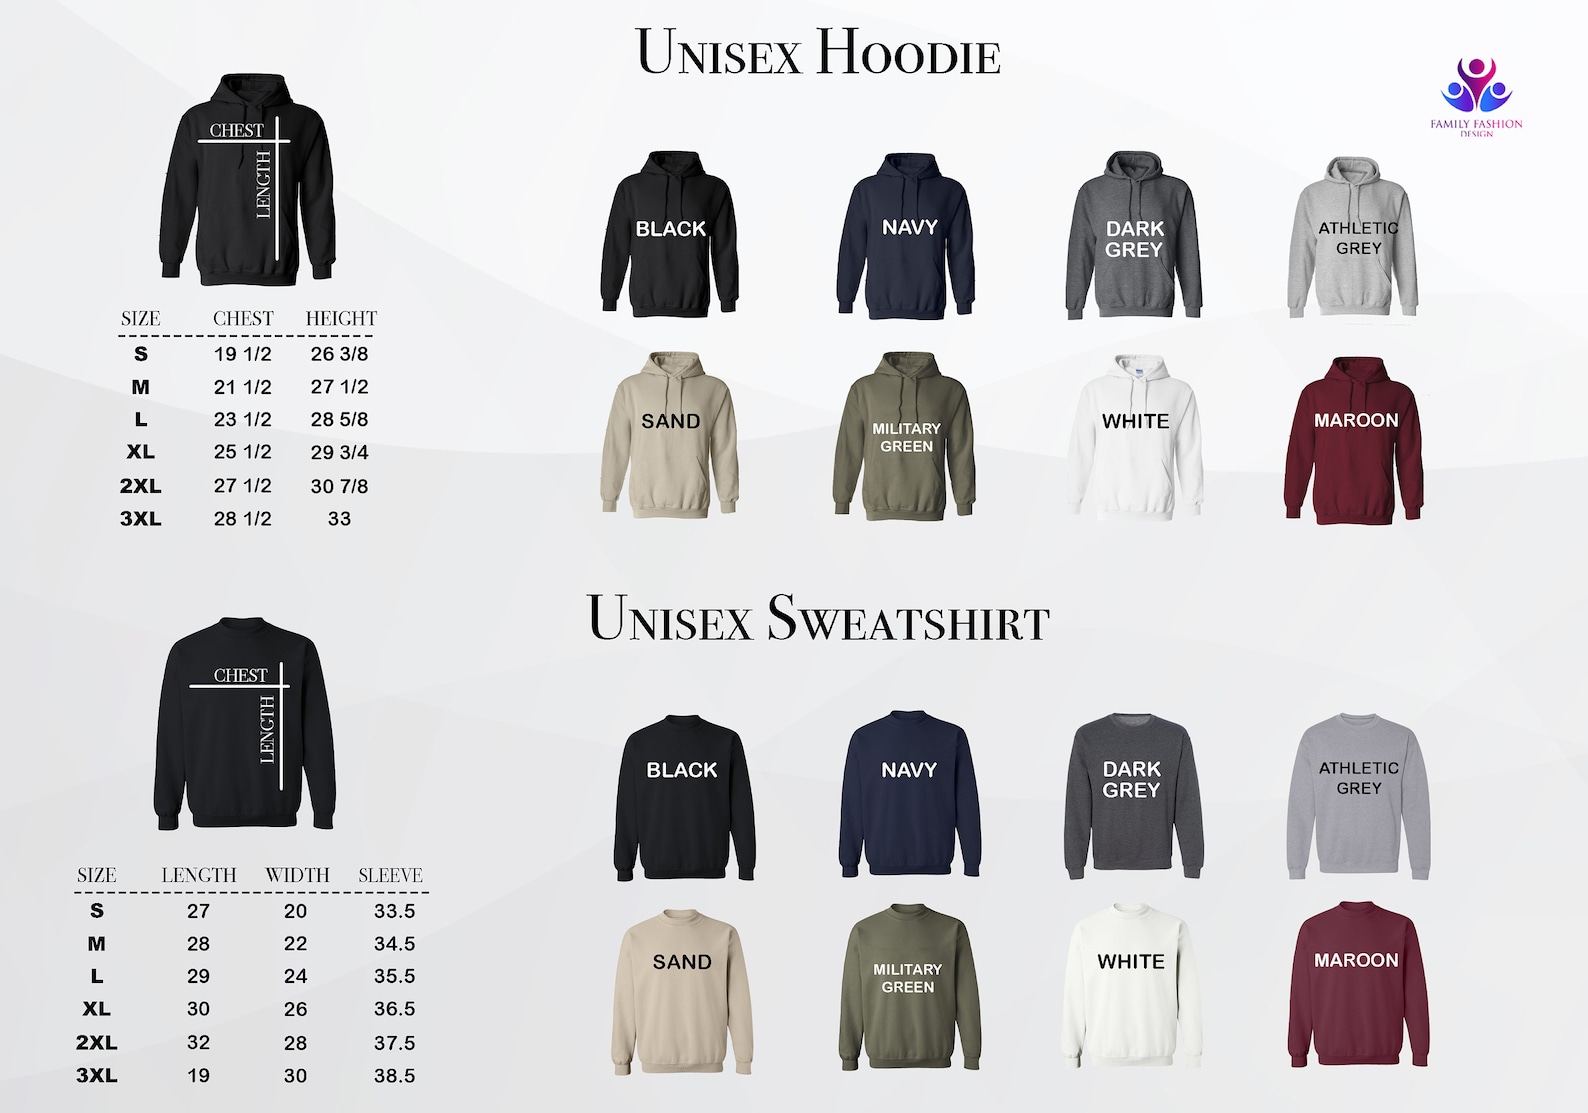 UNISEX HOODIE
FAMILY FASHION
DESIGN
CHEST
LENGTH
BLACK
NAVY
DARK
GREY
ATHLETIC
GREY
SIZE CHEST HEIGHT
S 19 1/2 26 3/8
M 21 1/2 27 1/2
L 23 1/2 28 5/8
XL 25 1/2 29 3/4
2XL 27 1/2 30 7/8
3XL 28 1/2 33
SAND
MILITARY
GREEN
WHITE
MAROON
UNISEX SWEATSHIRT
CHEST
LENGTH
BLACK
NAVY
DARK
GREY
ATHLETIC
GREY
SIZE LENGTH WIDTH SLEEVE
S 27 20 33.5
M 28 22 34.5
L 29 24 35.5
XL 30 26 36.5
2XL 32 28 37.5
3XL 19 30 38.5
SAND
MILITARY
GREEN
WHITE
MAROON